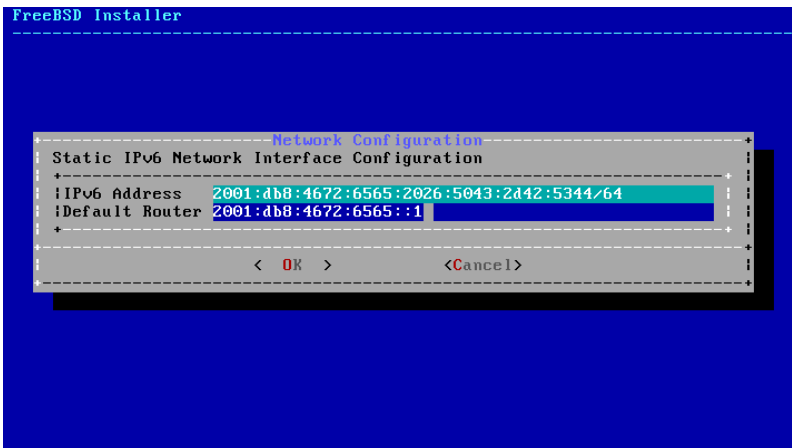 FreeBSD Installer
Network Configuration
Static IPv6 Network Interface Configuration
IPv6 Address 2001:db8:4672:6565:2026:5043:2d42:5344/64
Default Router 2001:db8:4672:6565::1
< OK > <Cancel>